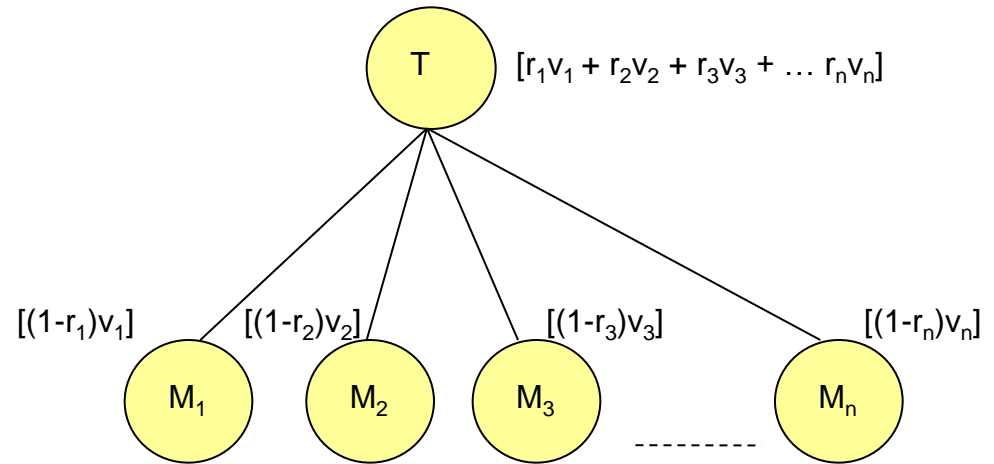 T [r₁v₁ + r₂v₂ + r₃v₃ + … rₙvₙ]
[(1-r₁)v₁] [(1-r₂)v₂] [(1-r₃)v₃] [(1-rₙ)vₙ]
M₁ M₂ M₃ Mₙ